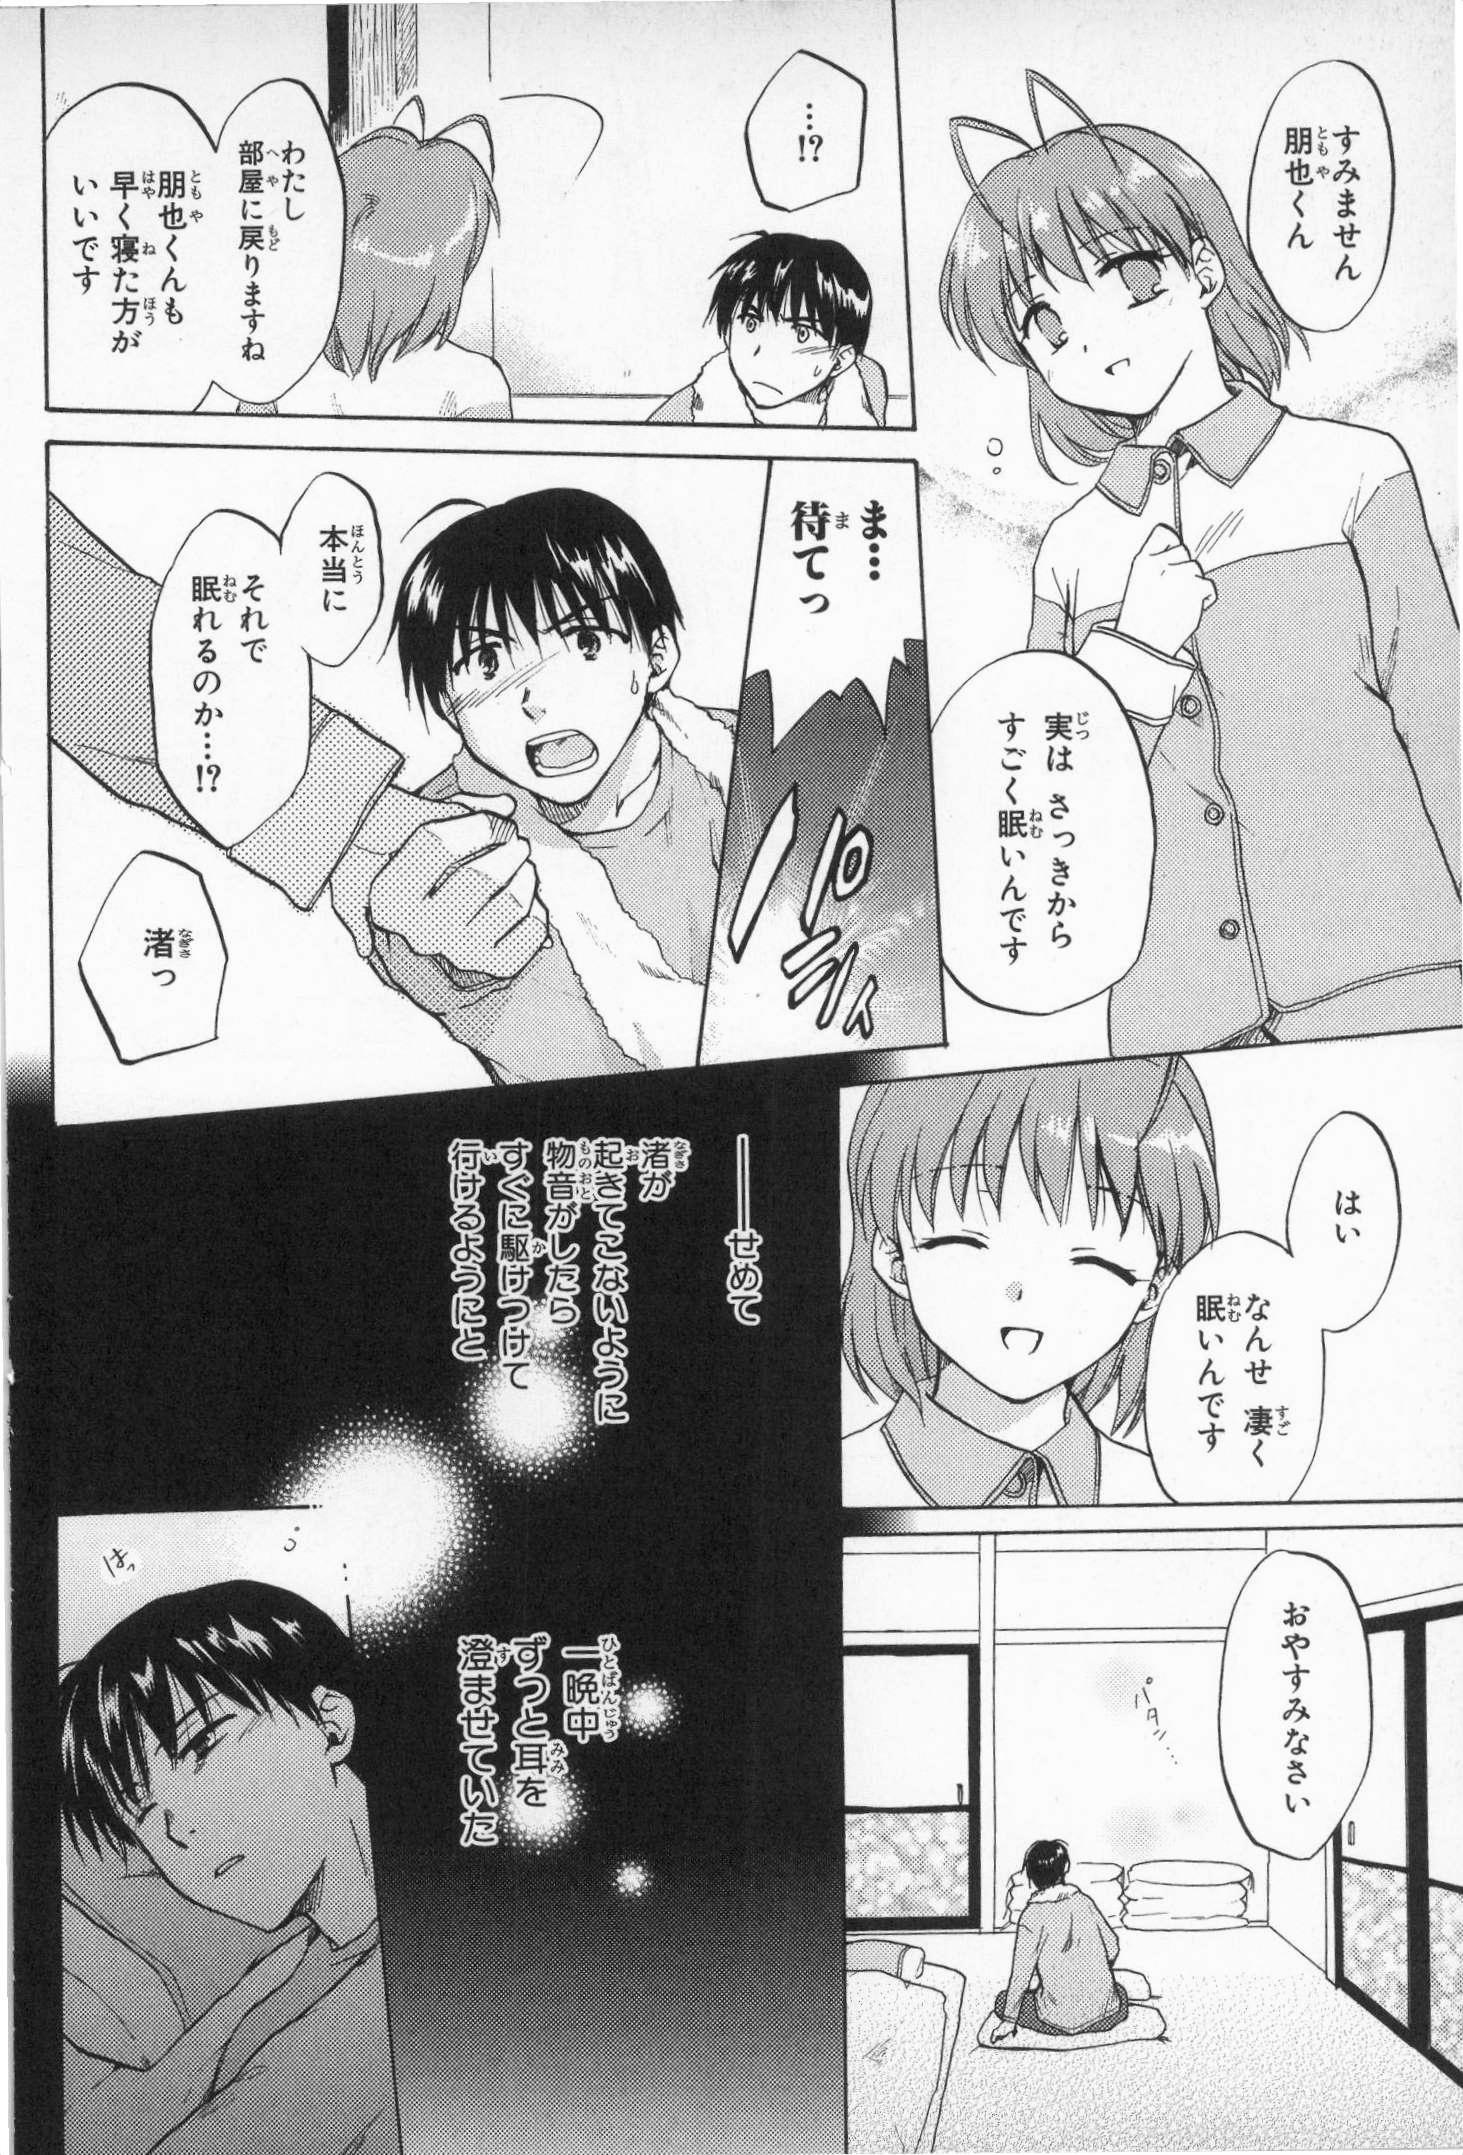 すみません
朋也くん
実は さっきから
すごく眠いんです
…!?
わたし
部屋に戻りますね
朋也くんも
早く寝た方が
いいです
ま…
待てっ
本当に
それで
眠れるのか…!?
渚っ
はい
なんせ 凄く
眠いんです
おやすみなさい
パタン…
――せめて
渚が
起きてこないように
物音がしたら
すぐに駆けつけて
行けるようにと
一晩中
ずっと耳を
澄ませていた
はっ